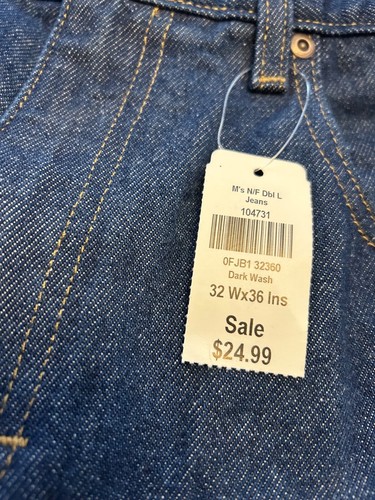 M's N/F Dbl L
Jeans
104731
0FJB1 32360
Dark Wash
32 Wx36 Ins
Sale
$24.99